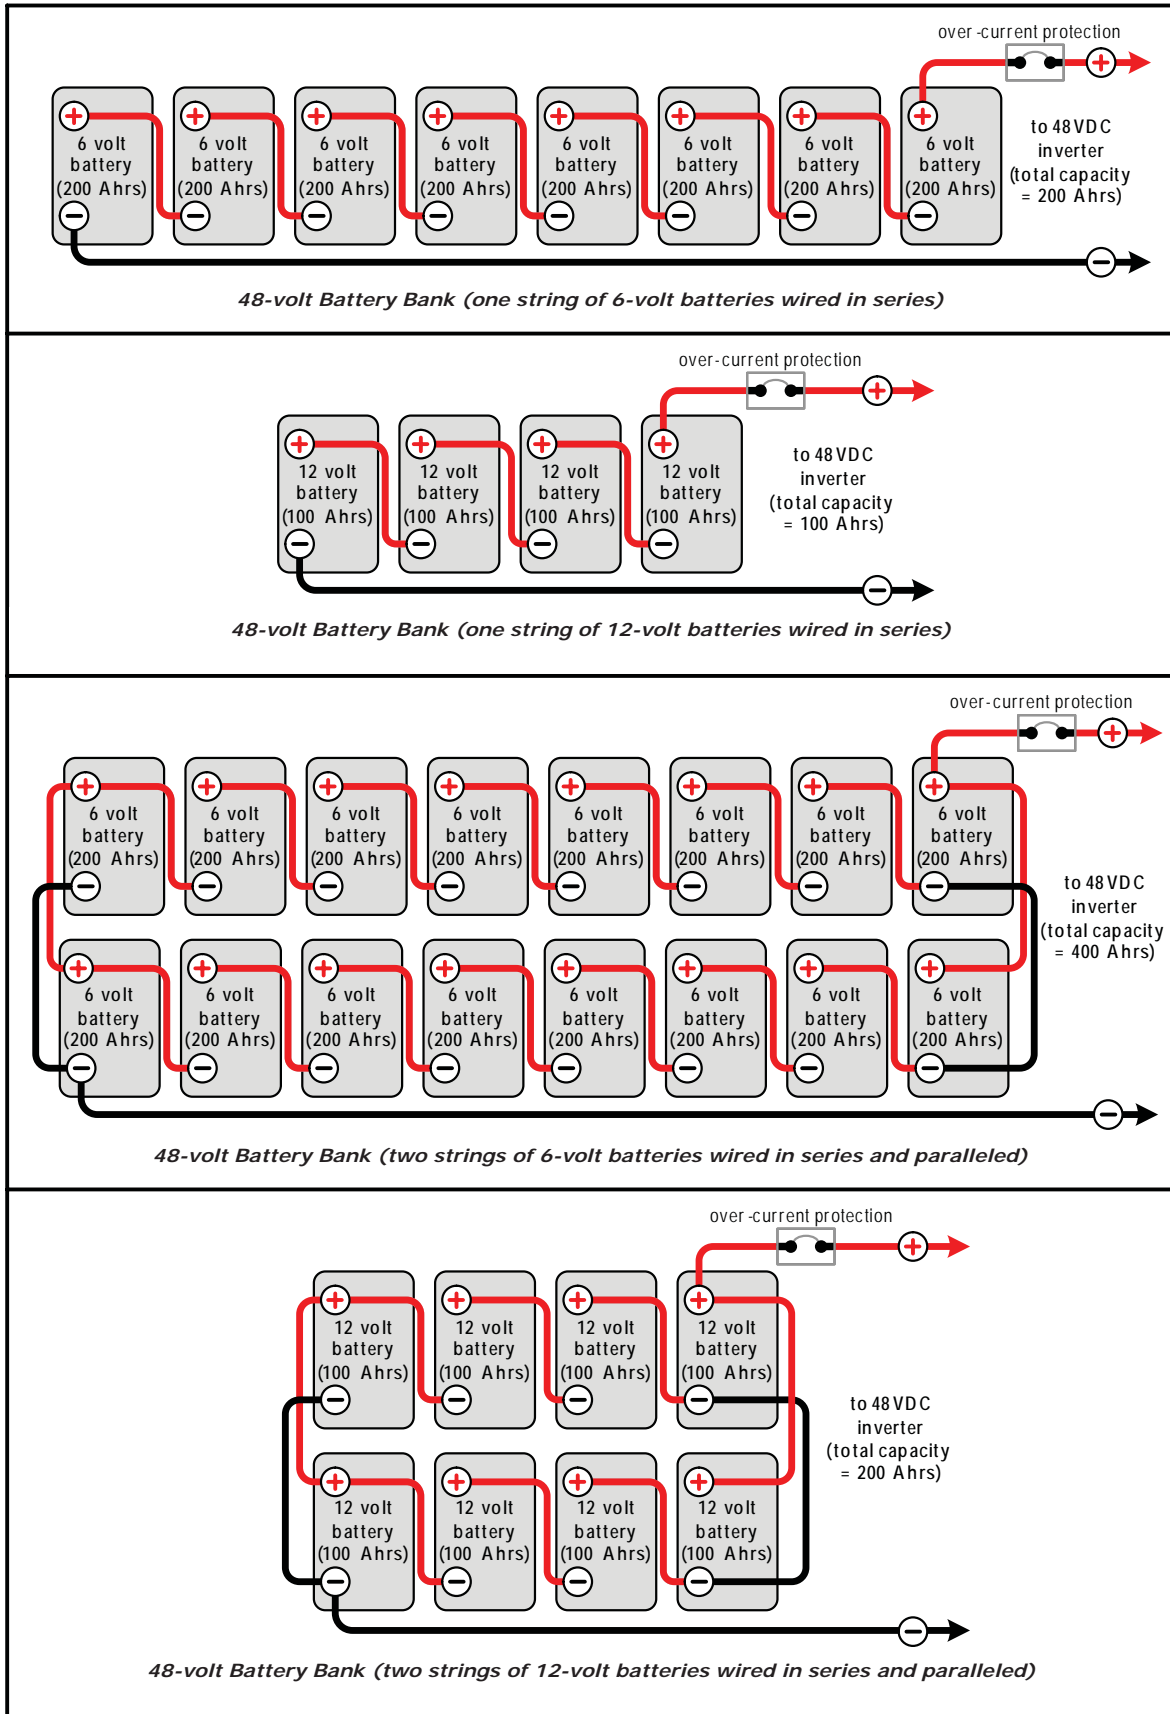 over-current protection
+ + + + + + + + +
6 volt 6 volt 6 volt 6 volt 6 volt 6 volt 6 volt 6 volt
battery battery battery battery battery battery battery battery
(200 Ahrs) (200 Ahrs) (200 Ahrs) (200 Ahrs) (200 Ahrs) (200 Ahrs) (200 Ahrs) (200 Ahrs)
to 48VDC
inverter
(total capacity
= 200 Ahrs)
− − − − − − − − −
48-volt Battery Bank (one string of 6-volt batteries wired in series)
over-current protection
+ + + + +
12 volt 12 volt 12 volt 12 volt
battery battery battery battery
(100 Ahrs) (100 Ahrs) (100 Ahrs) (100 Ahrs)
to 48VDC
inverter
(total capacity
= 100 Ahrs)
− − − − −
48-volt Battery Bank (one string of 12-volt batteries wired in series)
over-current protection
+ + + + + + + + +
6 volt 6 volt 6 volt 6 volt 6 volt 6 volt 6 volt 6 volt
battery battery battery battery battery battery battery battery
(200 Ahrs) (200 Ahrs) (200 Ahrs) (200 Ahrs) (200 Ahrs) (200 Ahrs) (200 Ahrs) (200 Ahrs)
− − − − − − − −
to 48VDC
inverter
(total capacity
= 400 Ahrs)
+ + + + + + + +
6 volt 6 volt 6 volt 6 volt 6 volt 6 volt 6 volt 6 volt
battery battery battery battery battery battery battery battery
(200 Ahrs) (200 Ahrs) (200 Ahrs) (200 Ahrs) (200 Ahrs) (200 Ahrs) (200 Ahrs) (200 Ahrs)
− − − − − − − − −
48-volt Battery Bank (two strings of 6-volt batteries wired in series and paralleled)
over-current protection
+ + + + +
12 volt 12 volt 12 volt 12 volt
battery battery battery battery
(100 Ahrs) (100 Ahrs) (100 Ahrs) (100 Ahrs)
− − − −
to 48VDC
inverter
(total capacity
= 200 Ahrs)
+ + + +
12 volt 12 volt 12 volt 12 volt
battery battery battery battery
(100 Ahrs) (100 Ahrs) (100 Ahrs) (100 Ahrs)
− − − − −
48-volt Battery Bank (two strings of 12-volt batteries wired in series and paralleled)